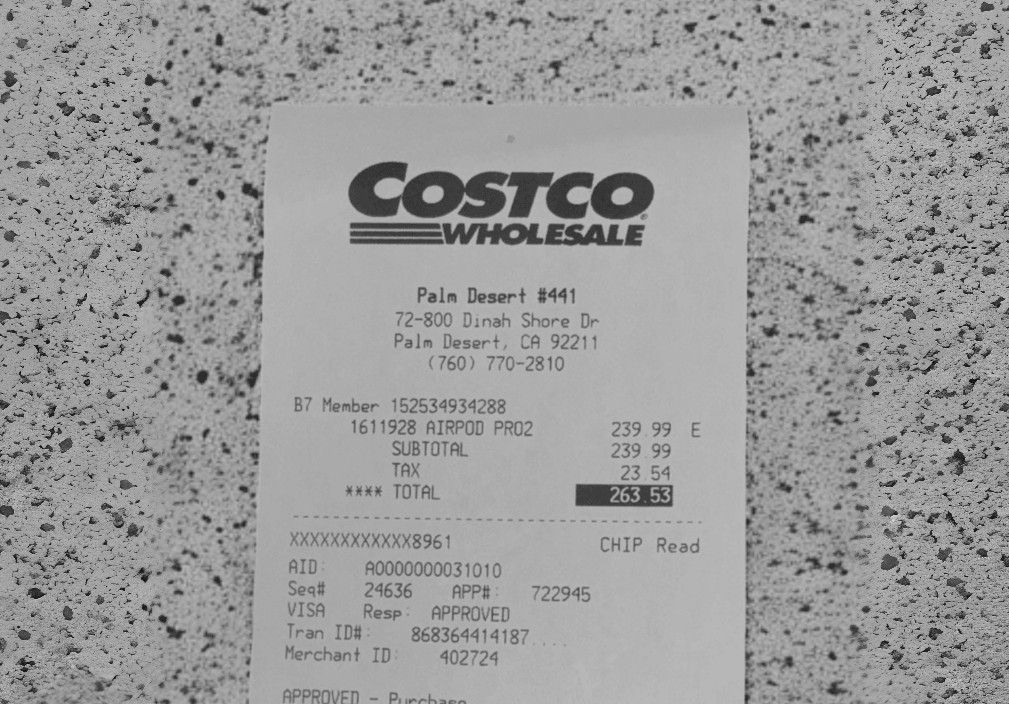 COSTCO
WHOLESALE
Palm Desert #441
72-800 Dinah Shore Dr
Palm Desert, CA 92211
(760) 770-2810
B7 Member 152534934288
1611928 AIRPOD PRO2 239.99 E
SUBTOTAL 239.99
TAX 23.54
**** TOTAL 263.53
XXXXXXXXXXXX8961 CHIP Read
AID: A0000000031010
Seq# 24636 APP#: 722945
VISA Resp: APPROVED
Tran ID#: 868364414187....
Merchant ID: 402724
APPROVED - Purchase